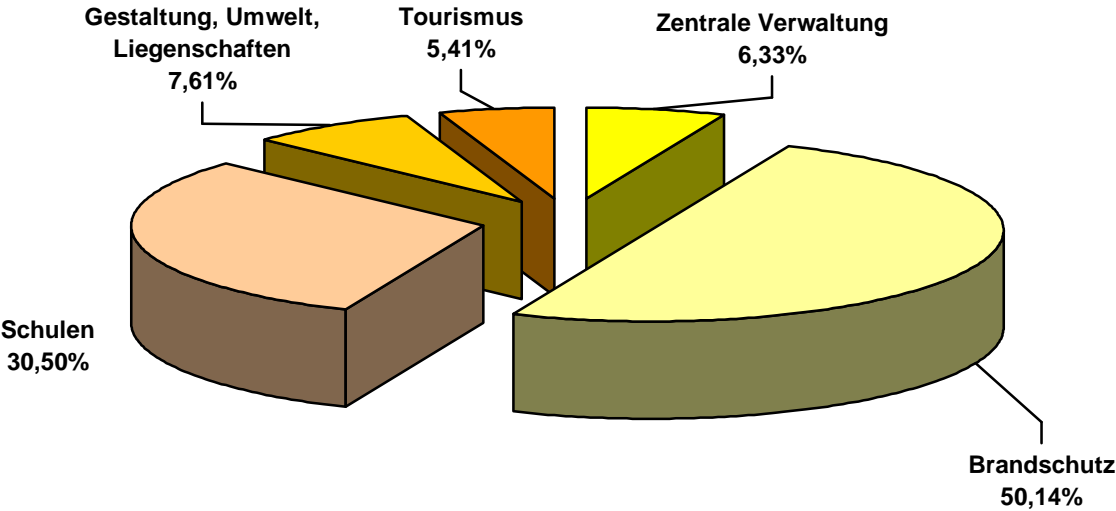 Gestaltung, Umwelt,
Liegenschaften
7,61%
Tourismus
5,41%
Zentrale Verwaltung
6,33%
Schulen
30,50%
Brandschutz
50,14%